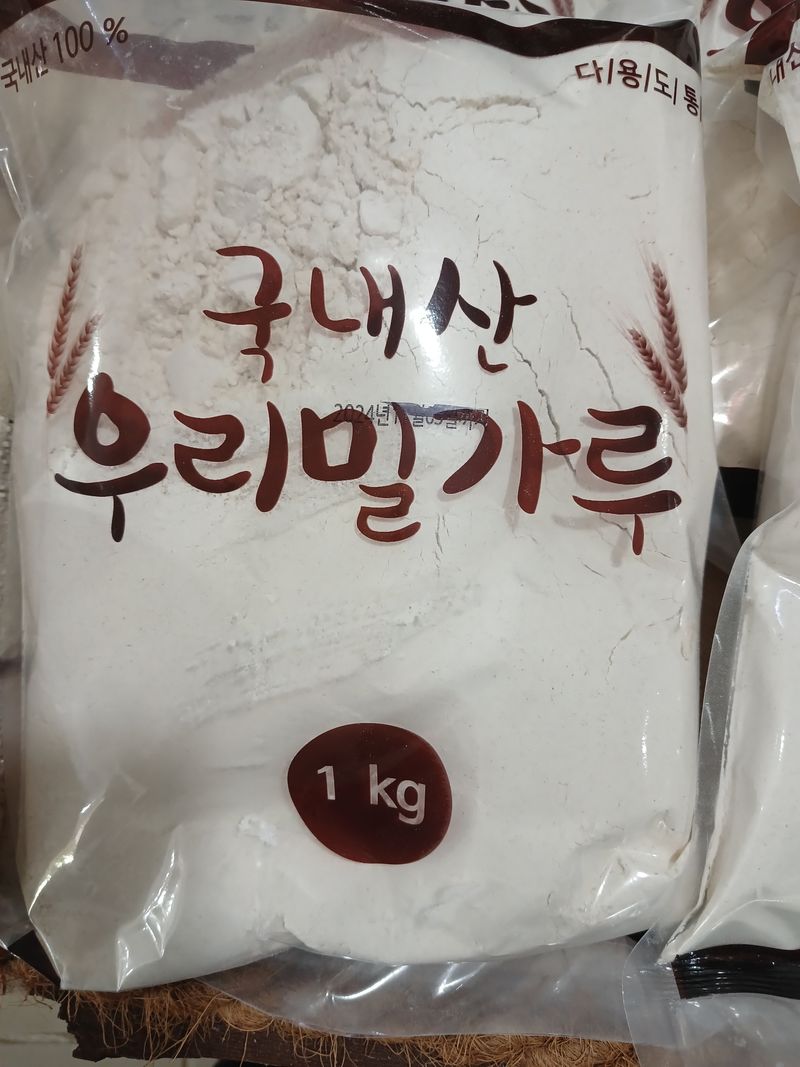 국내산 100 %
다|용|도|통
국내산
우리밀가루
1 kg